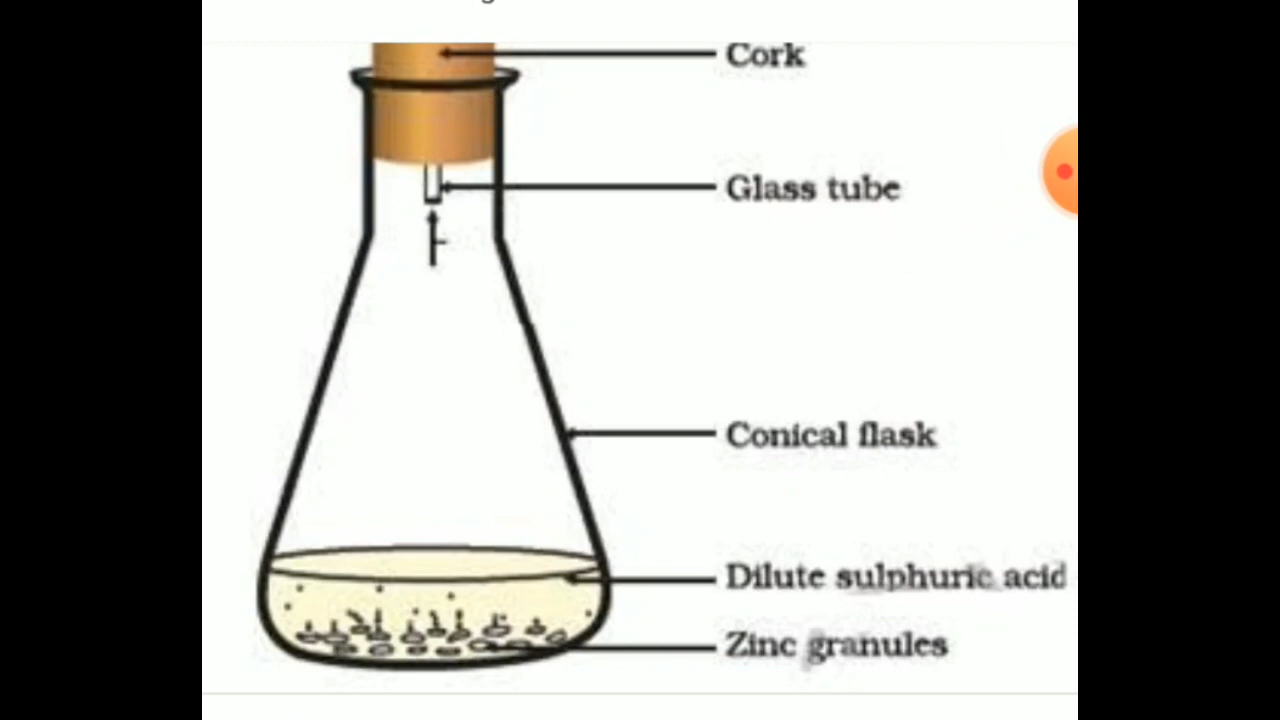 Cork
Glass tube
Conical flask
Dilute sulphuric acid
Zinc granules